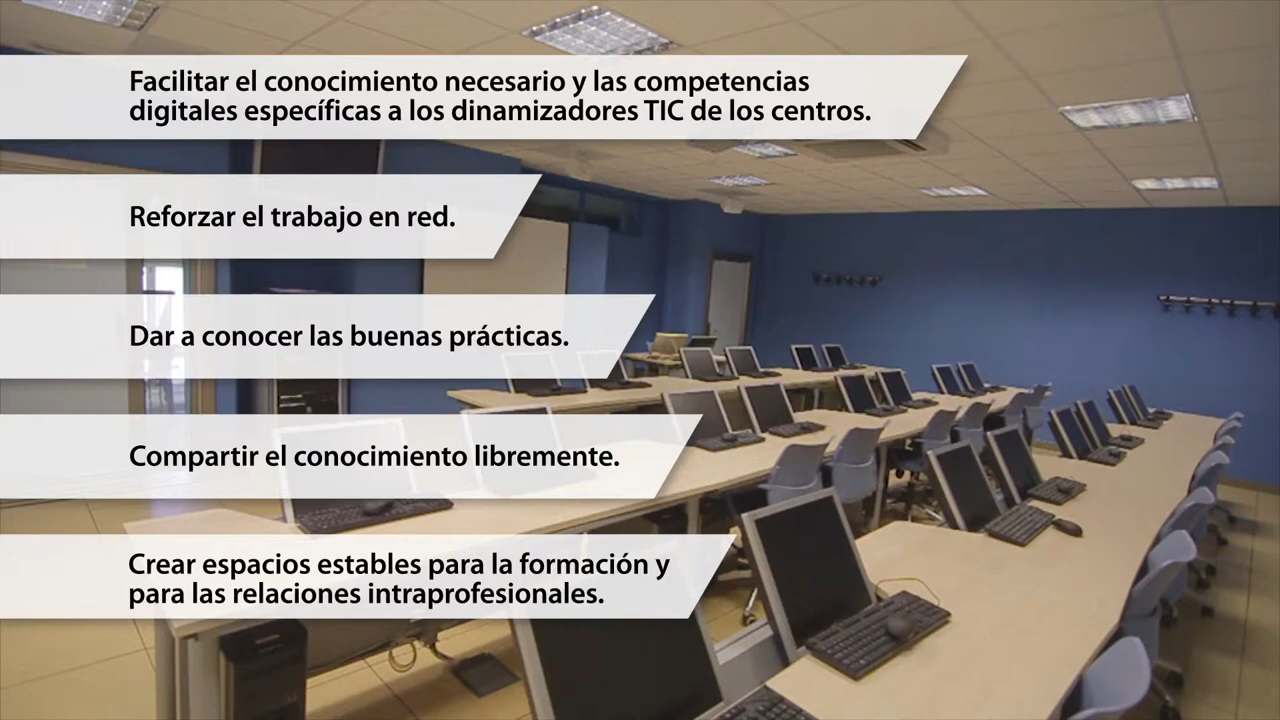 Facilitar el conocimiento necesario y las competencias
digitales específicas a los dinamizadores TIC de los centros.
Reforzar el trabajo en red.
Dar a conocer las buenas prácticas.
Compartir el conocimiento libremente.
Crear espacios estables para la formación y
para las relaciones intraprofesionales.